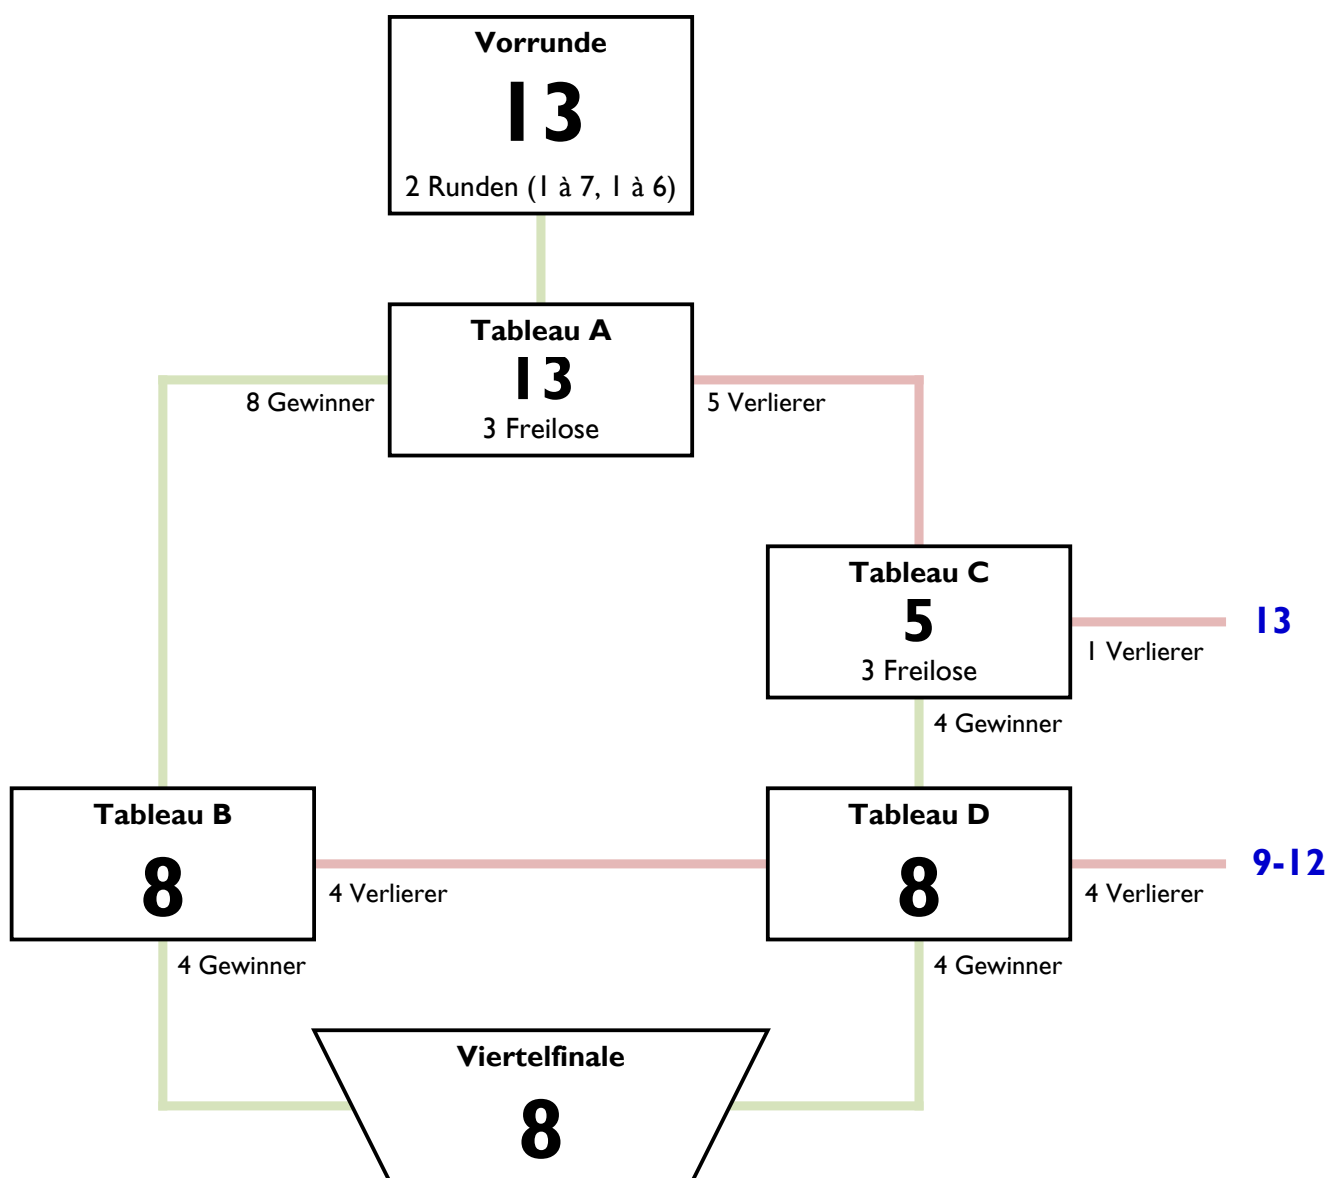 Vorrunde
13
2 Runden (1 à 7, 1 à 6)
Tableau A
13
3 Freilose
8 Gewinner
5 Verlierer
Tableau C
5
3 Freilose
13
1 Verlierer
4 Gewinner
Tableau B
8
4 Verlierer
4 Gewinner
Tableau D
8
9-12
4 Verlierer
4 Gewinner
Viertelfinale
8